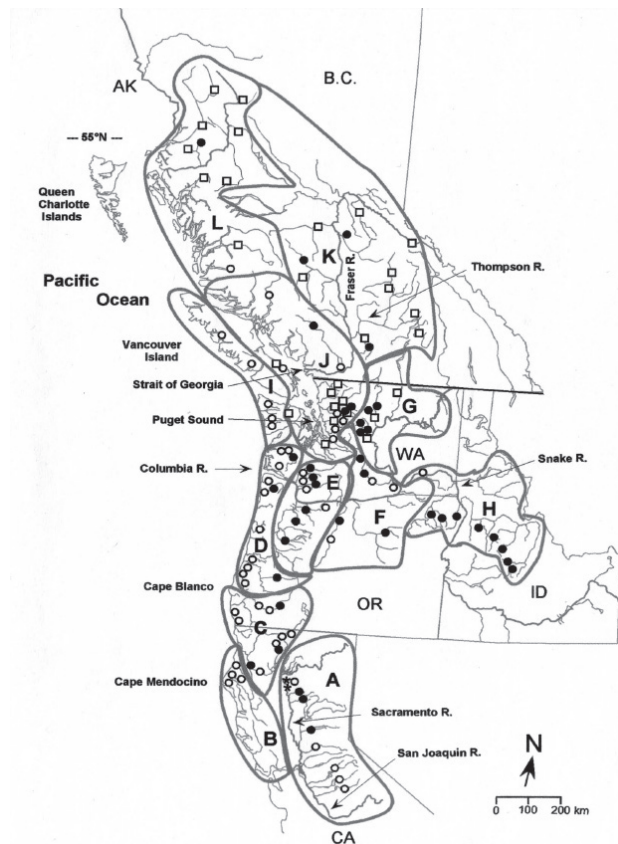 AK
B.C.
--- 55°N ---
Queen
Charlotte
Islands
L
K
Fraser R.
Thompson R.
Pacific
Ocean
Vancouver
Island
J
Strait of Georgia
I
G
Puget Sound
WA
Columbia R.
Snake R.
E
F
H
D
Cape Blanco
ID
OR
C
Cape Mendocino
A
Sacramento R.
B
San Joaquin R.
N
0 100 200 km
CA